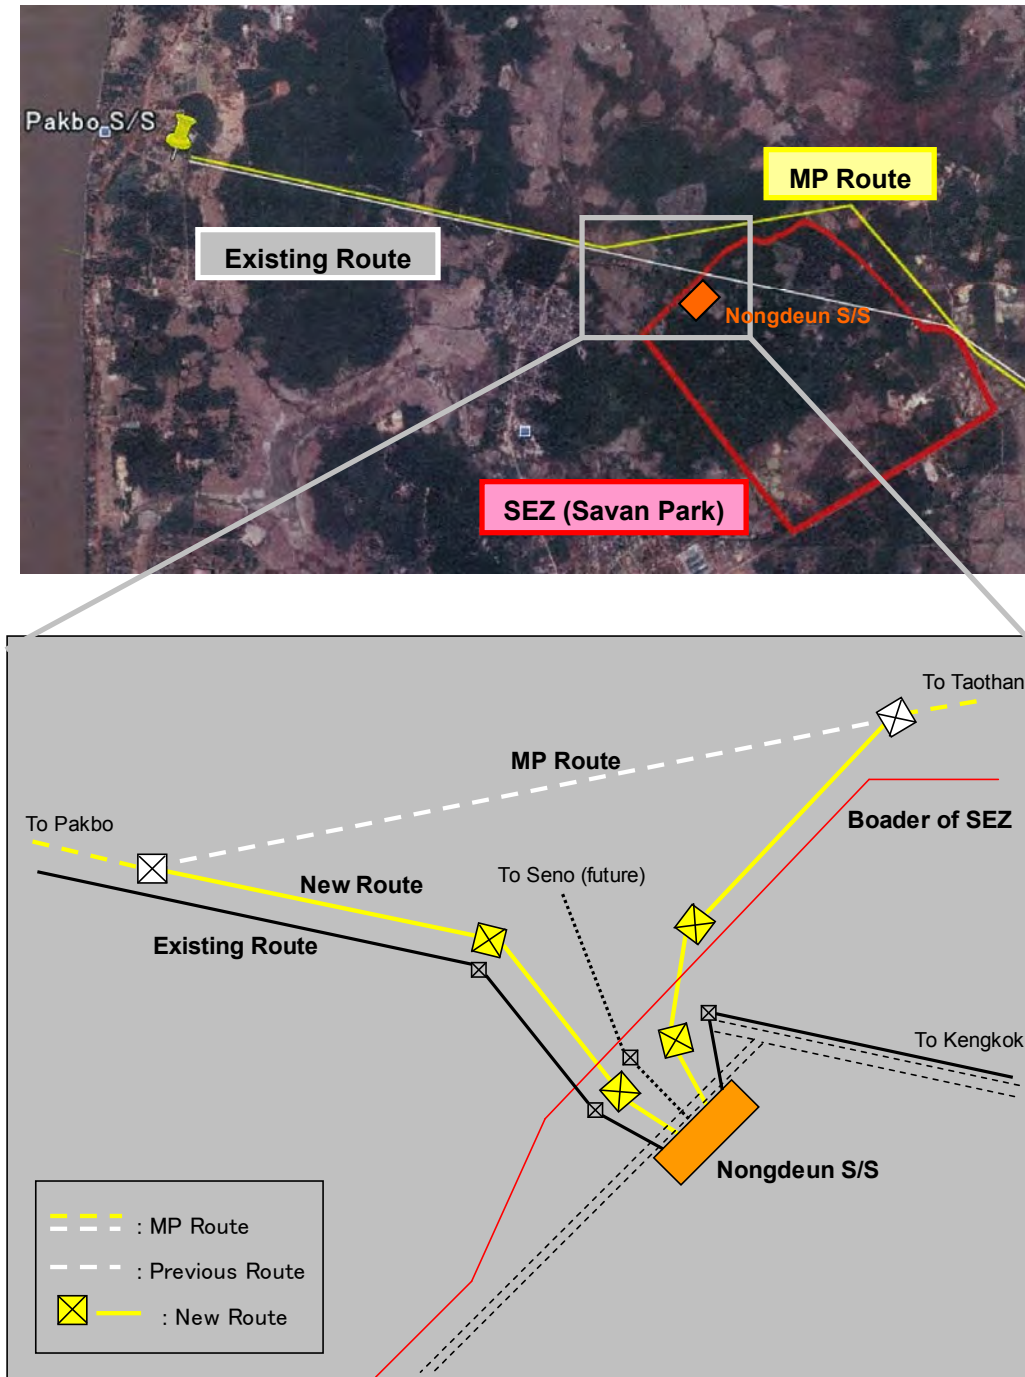 Pakbo S/S
MP Route
Existing Route
Nongdeun S/S
SEZ (Savan Park)
To Taothan
MP Route
To Pakbo
Boader of SEZ
New Route
To Seno (future)
Existing Route
To Kengkok
Nongdeun S/S
: MP Route
: Previous Route
: New Route